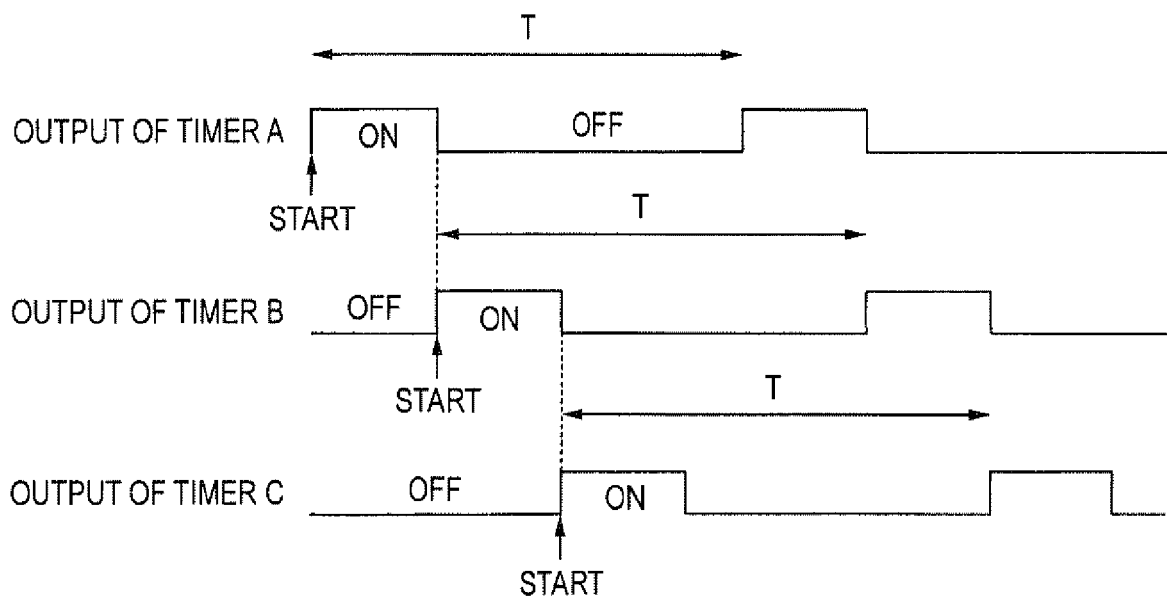 T
OUTPUT OF TIMER A
ON
OFF
START
T
OUTPUT OF TIMER B
OFF
ON
START
T
OUTPUT OF TIMER C
OFF
ON
START